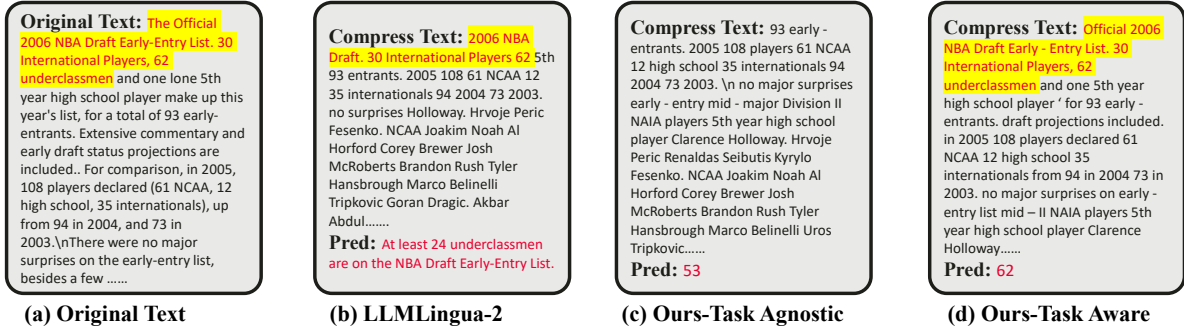 Original Text: The Official
2006 NBA Draft Early-Entry List. 30
International Players, 62
underclassmen and one lone 5th
year high school player make up this
year's list, for a total of 93 early-
entrants. Extensive commentary and
early draft status projections are
included.. For comparison, in 2005,
108 players declared (61 NCAA, 12
high school, 35 internationals), up
from 94 in 2004, and 73 in
2003.\nThere were no major
surprises on the early-entry list,
besides a few ......
(a) Original Text
Compress Text: 2006 NBA
Draft. 30 International Players 62 5th
93 entrants. 2005 108 61 NCAA 12
35 internationals 94 2004 73 2003.
no surprises Holloway. Hrvoje Peric
Fesenko. NCAA Joakim Noah Al
Horford Corey Brewer Josh
McRoberts Brandon Rush Tyler
Hansbrough Marco Belinelli
Tripkovic Goran Dragic. Akbar
Abdul.......
Pred: At least 24 underclassmen
are on the NBA Draft Early-Entry List.
(b) LLMLingua-2
Compress Text: 93 early -
entrants. 2005 108 players 61 NCAA
12 high school 35 internationals 94
2004 73 2003. \n no major surprises
early - entry mid - major Division II
NAIA players 5th year high school
player Clarence Holloway. Hrvoje
Peric Renaldas Seibutis Kyrylo
Fesenko. NCAA Joakim Noah Al
Horford Corey Brewer Josh
McRoberts Brandon Rush Tyler
Hansbrough Marco Belinelli Uros
Tripkovic......
Pred: 53
(c) Ours-Task Agnostic
Compress Text: Official 2006
NBA Draft Early - Entry List. 30
International Players, 62
underclassmen and one 5th year
high school player ‘ for 93 early -
entrants. draft projections included.
in 2005 108 players declared 61
NCAA 12 high school 35
internationals from 94 in 2004 73 in
2003. no major surprises on early -
entry list mid – II NAIA players 5th
year high school player Clarence
Holloway......
Pred: 62
(d) Ours-Task Aware